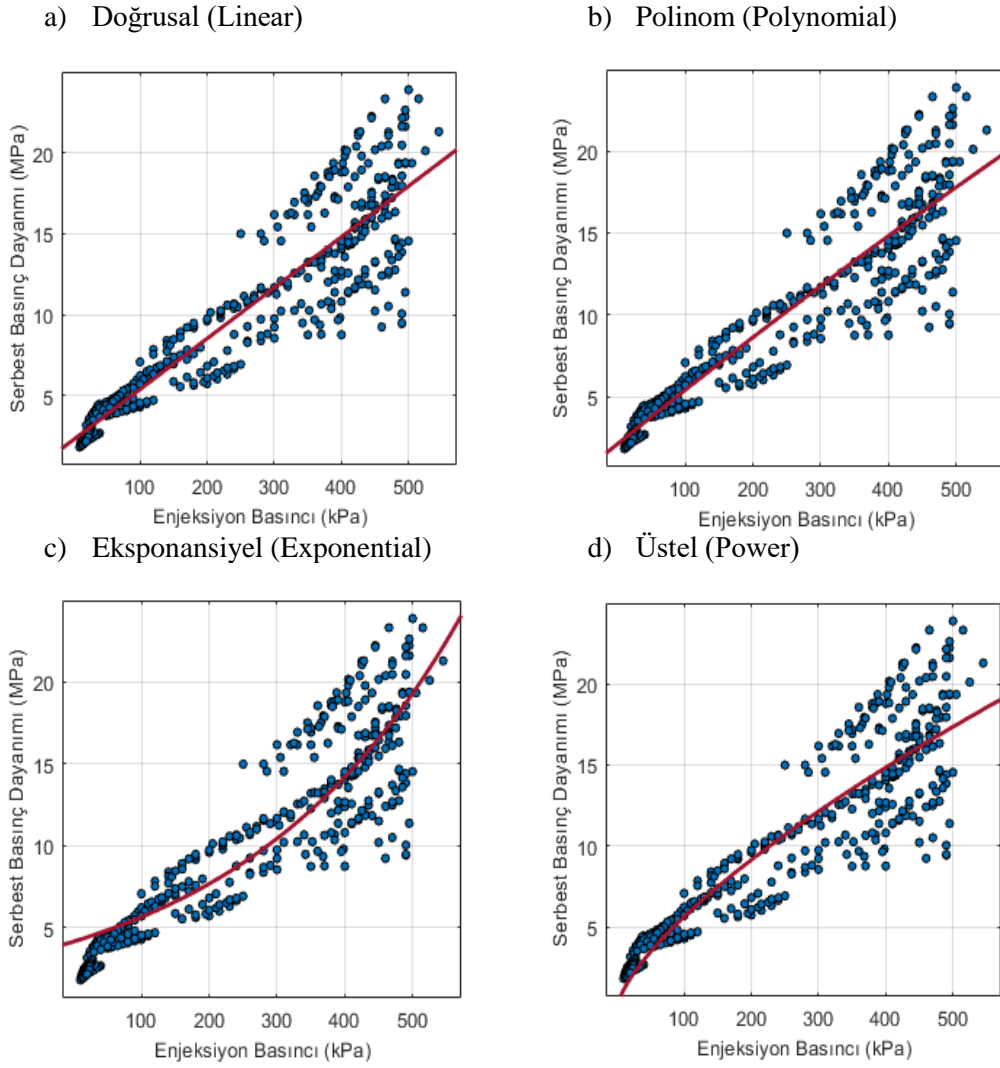 a) Doğrusal (Linear)
Serbest Basınç Dayanımı (MPa)
20
15
10
5
100 200 300 400 500
Enjeksiyon Basıncı (kPa)
b) Polinom (Polynomial)
Serbest Basınç Dayanımı (MPa)
20
15
10
5
100 200 300 400 500
Enjeksiyon Basıncı (kPa)
c) Eksponansiyel (Exponential)
Serbest Basınç Dayanımı (MPa)
20
15
10
5
100 200 300 400 500
Enjeksiyon Basıncı (kPa)
d) Üstel (Power)
Serbest Basınç Dayanımı (MPa)
20
15
10
5
100 200 300 400 500
Enjeksiyon Basıncı (kPa)